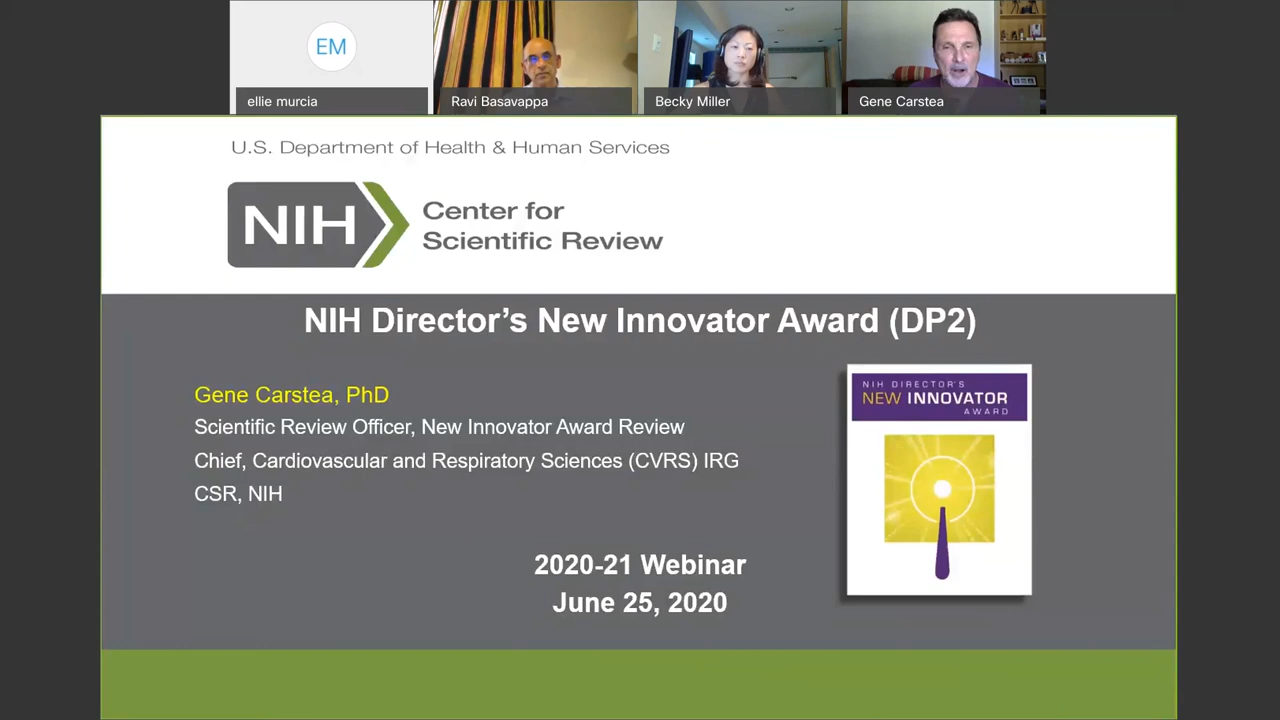 EM
ellie murcia
Ravi Basavappa
Becky Miller
Gene Carstea
U.S. Department of Health & Human Services
NIH
Center for
Scientific Review
NIH Director’s New Innovator Award (DP2)
Gene Carstea, PhD
Scientific Review Officer, New Innovator Award Review
Chief, Cardiovascular and Respiratory Sciences (CVRS) IRG
CSR, NIH
NIH DIRECTOR'S
NEW INNOVATOR
AWARD
2020-21 Webinar
June 25, 2020